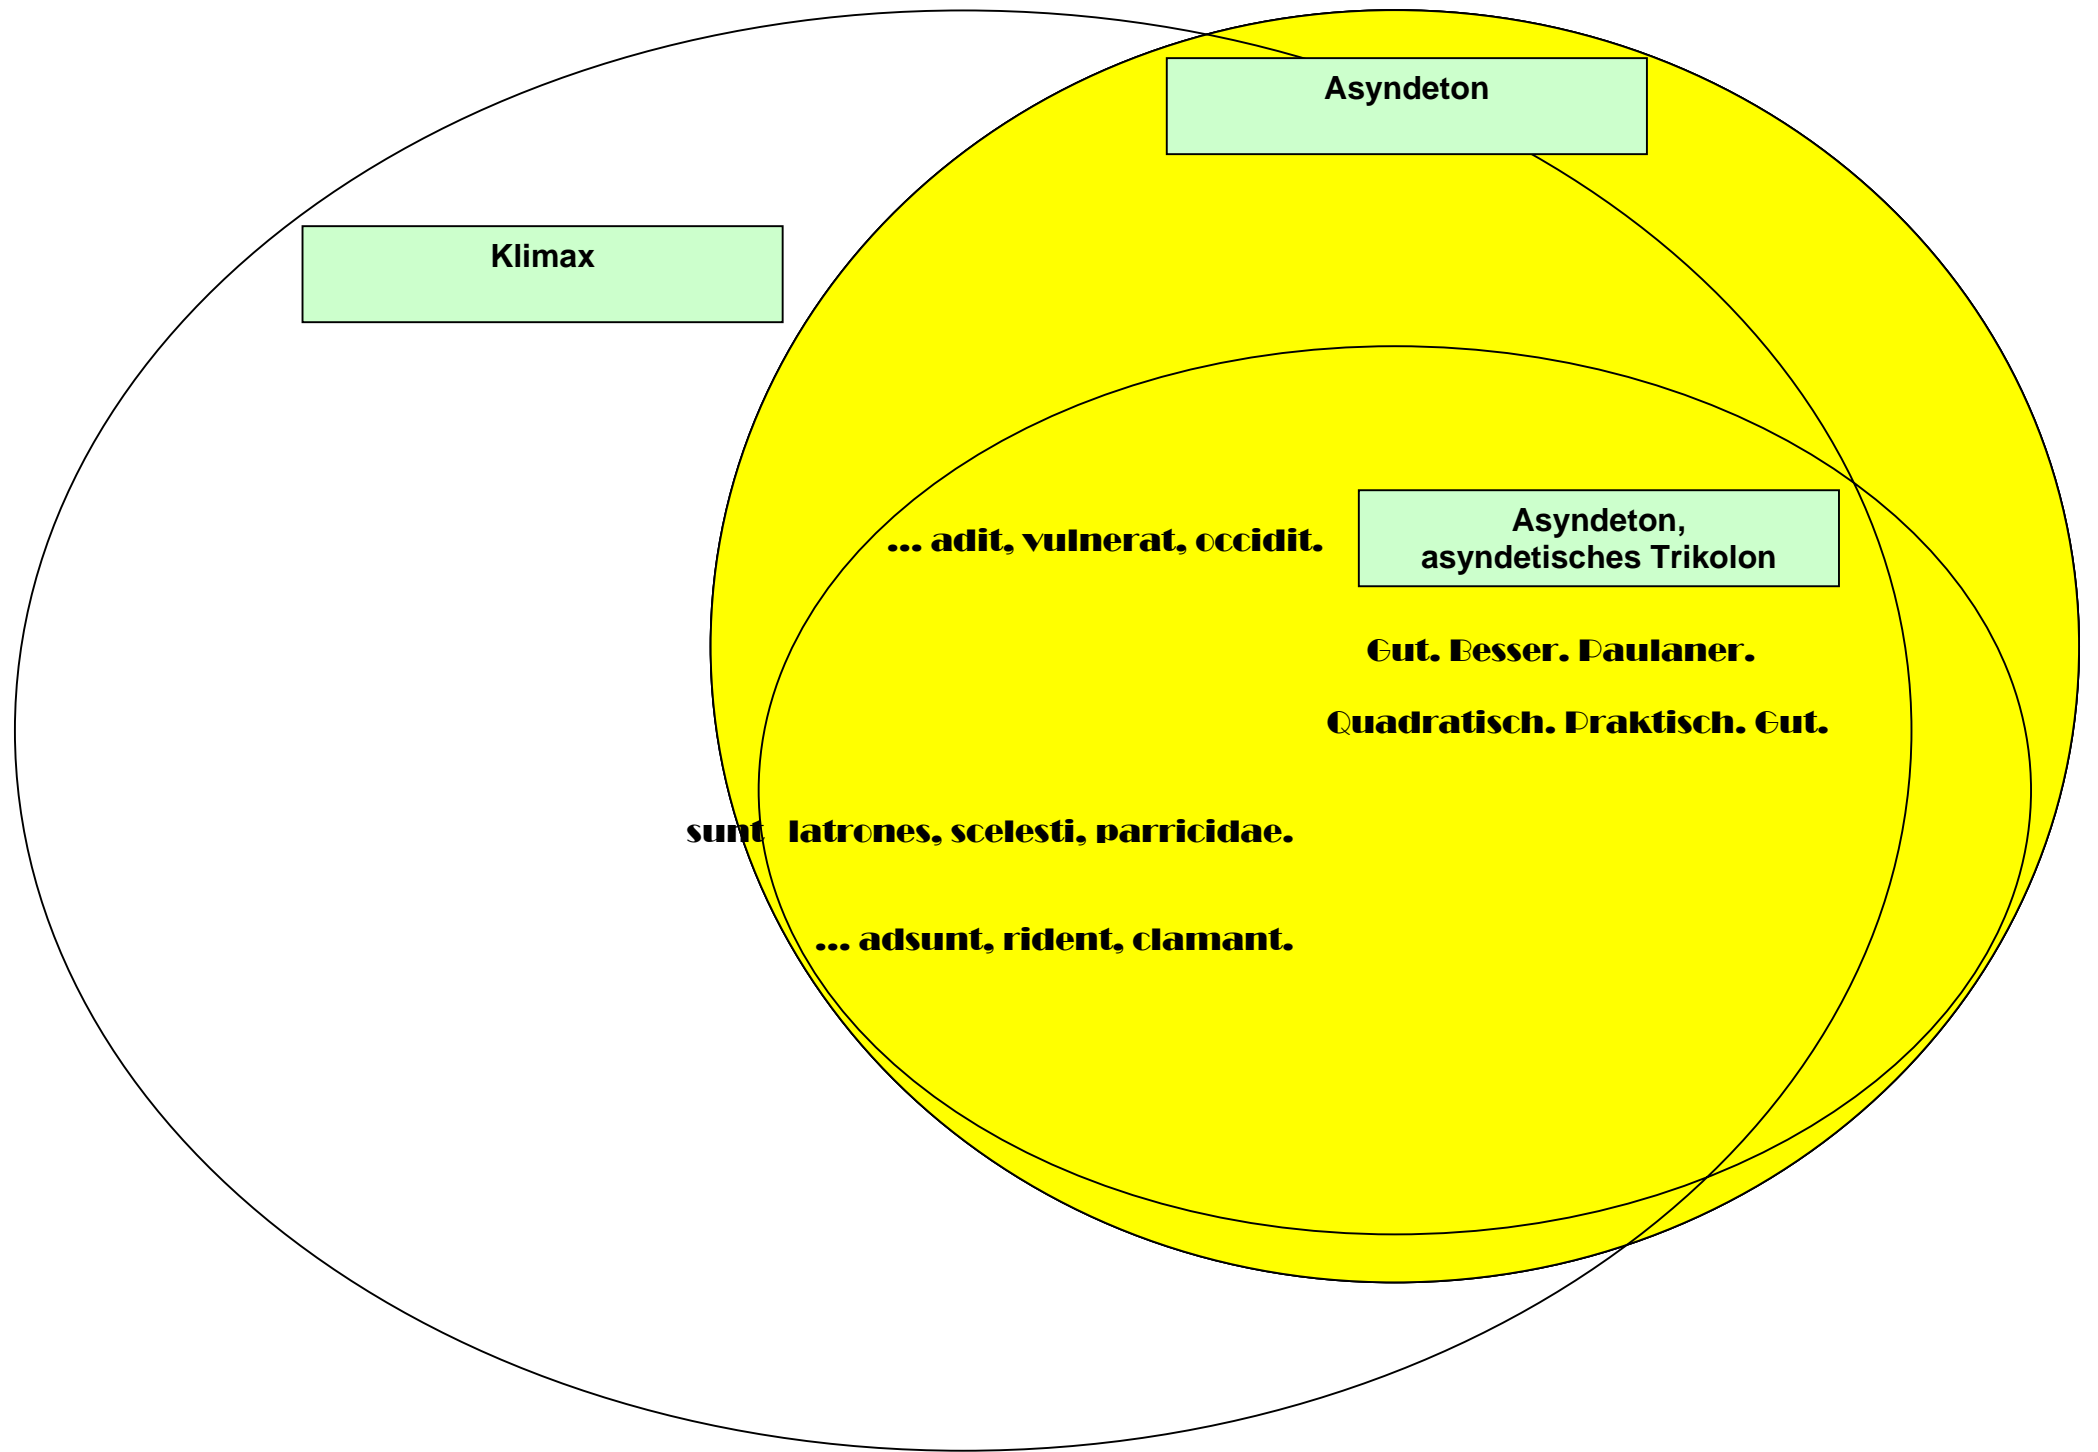 Asyndeton
Klimax
Asyndeton,
asyndetisches Trikolon
... adit, vulnerat, occidit.
Gut. Besser. Paulaner.
Quadratisch. Praktisch. Gut.
sunt latrones, scelesti, parricidae.
... adsunt, rident, clamant.